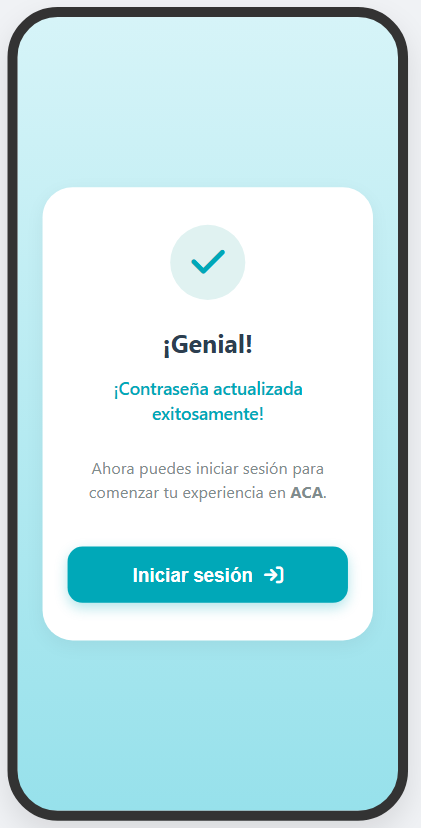 ¡Genial!
¡Contraseña actualizada
exitosamente!
Ahora puedes iniciar sesión para
comenzar tu experiencia en ACA.
Iniciar sesión